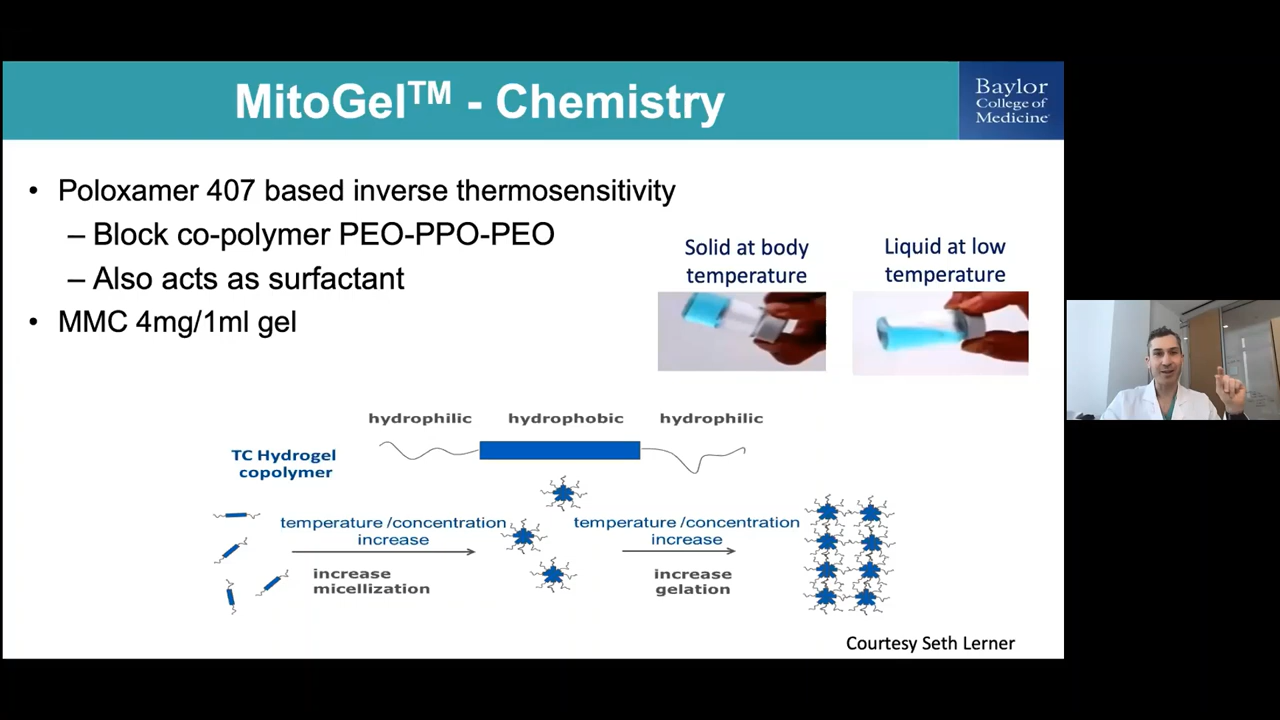 MitoGel™ - Chemistry
Baylor
College of
Medicine
• Poloxamer 407 based inverse thermosensitivity
– Block co-polymer PEO-PPO-PEO
– Also acts as surfactant
• MMC 4mg/1ml gel
Solid at body
temperature
Liquid at low
temperature
hydrophilic hydrophobic hydrophilic
TC Hydrogel
copolymer
temperature /concentration
increase
increase
micellization
temperature /concentration
increase
increase
gelation
Courtesy Seth Lerner